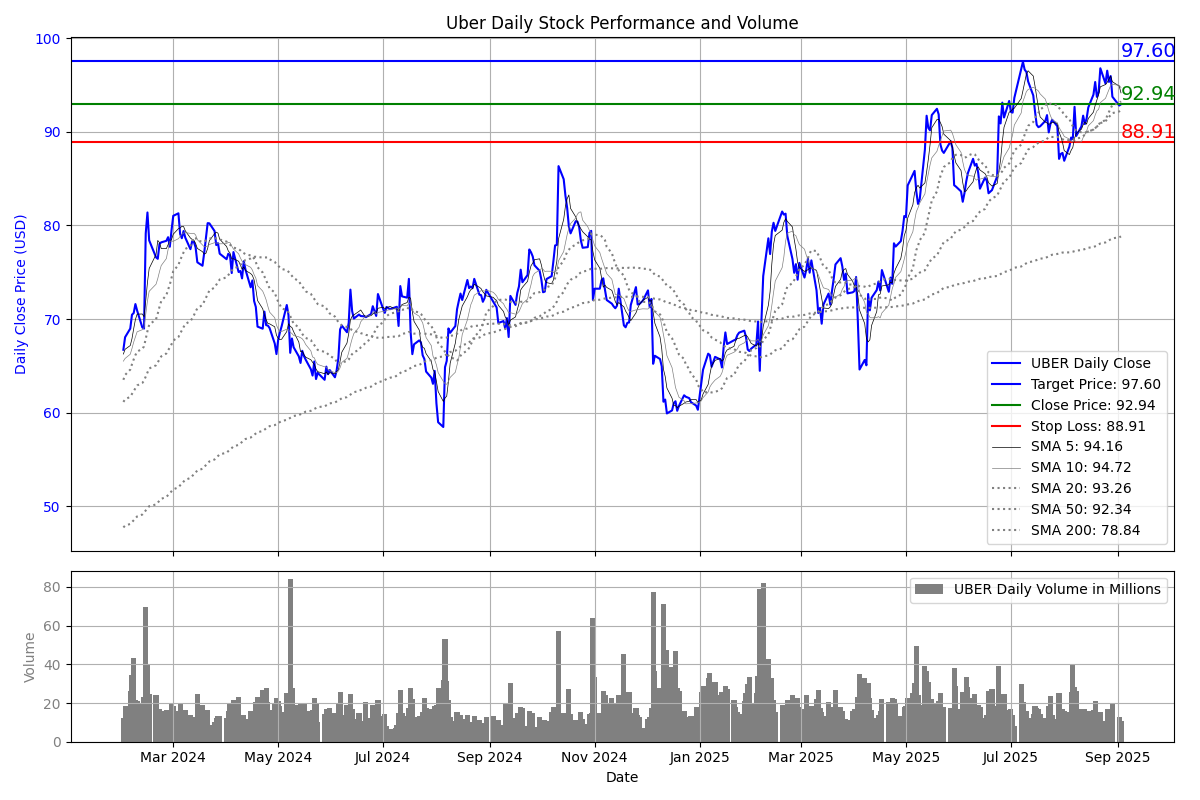 Uber Daily Stock Performance and Volume
100
90
80
70
60
50
Daily Close Price (USD)
97.60
92.94
88.91
UBER Daily Close
Target Price: 97.60
Close Price: 92.94
Stop Loss: 88.91
SMA 5: 94.16
SMA 10: 94.72
SMA 20: 93.26
SMA 50: 92.34
SMA 200: 78.84
80
60
40
20
0
Volume
UBER Daily Volume in Millions
Mar 2024 May 2024 Jul 2024 Sep 2024 Nov 2024 Jan 2025 Mar 2025 May 2025 Jul 2025 Sep 2025
Date